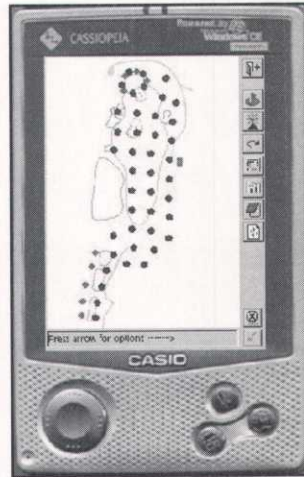 Powered by
CASSIOPEIA
Windows CE
Press arrow for options ------->
CASIO